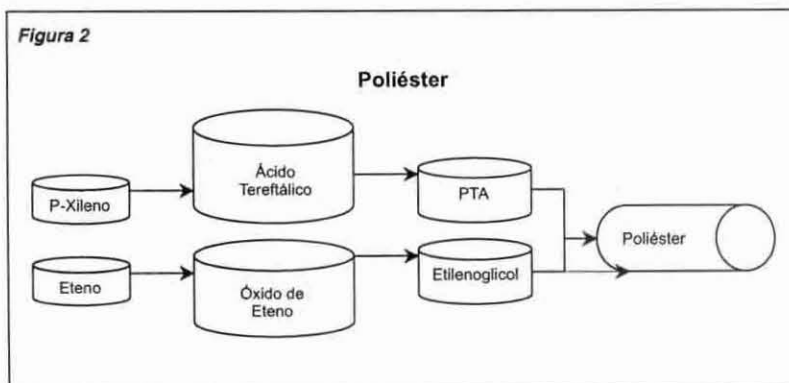 Figura 2
Poliéster
Ácido
Tereftálico
P-Xileno
PTA
Poliéster
Eteno
Óxido de
Eteno
Etilenoglicol